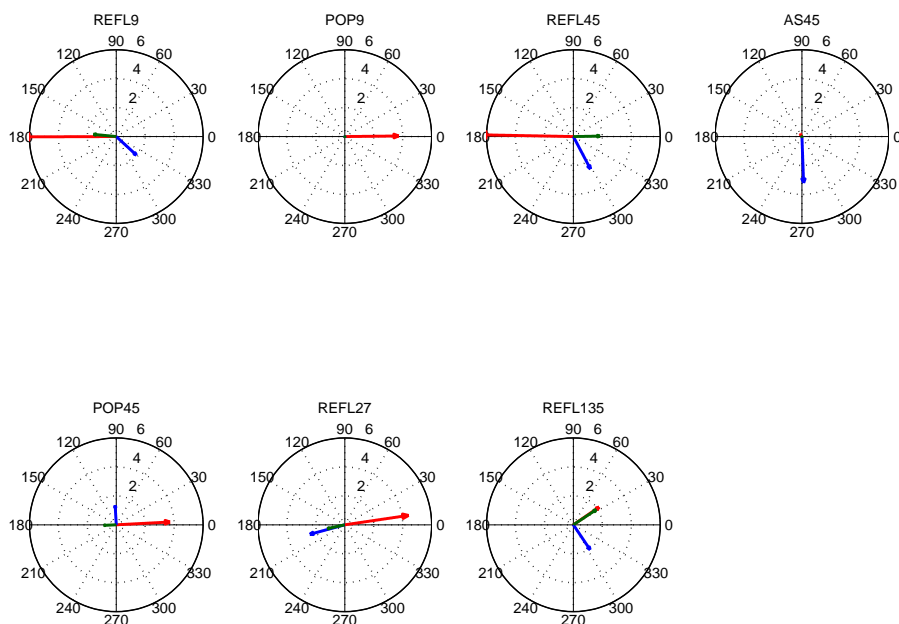 REFL9 POP9 REFL45 AS45
90 6 90 6 90 6 90 6
120 60 120 60 120 60 120 60
4 4 4 4
150 30 150 30 150 30 150 30
2 2 2 2
180 0 180 0 180 0 180 0
210 330 210 330 210 330 210 330
240 300 240 300 240 300 240 300
270 270 270 270
POP45 REFL27 REFL135
90 6 90 6 90 6
120 60 120 60 120 60
4 4 4
150 30 150 30 150 30
2 2 2
180 0 180 0 180 0
210 330 210 330 210 330
240 300 240 300 240 300
270 270 270